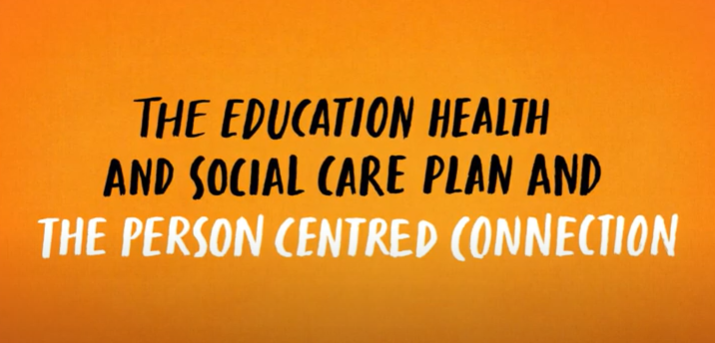 THE EDUCATION HEALTH
AND SOCIAL CARE PLAN AND
THE PERSON CENTRED CONNECTION